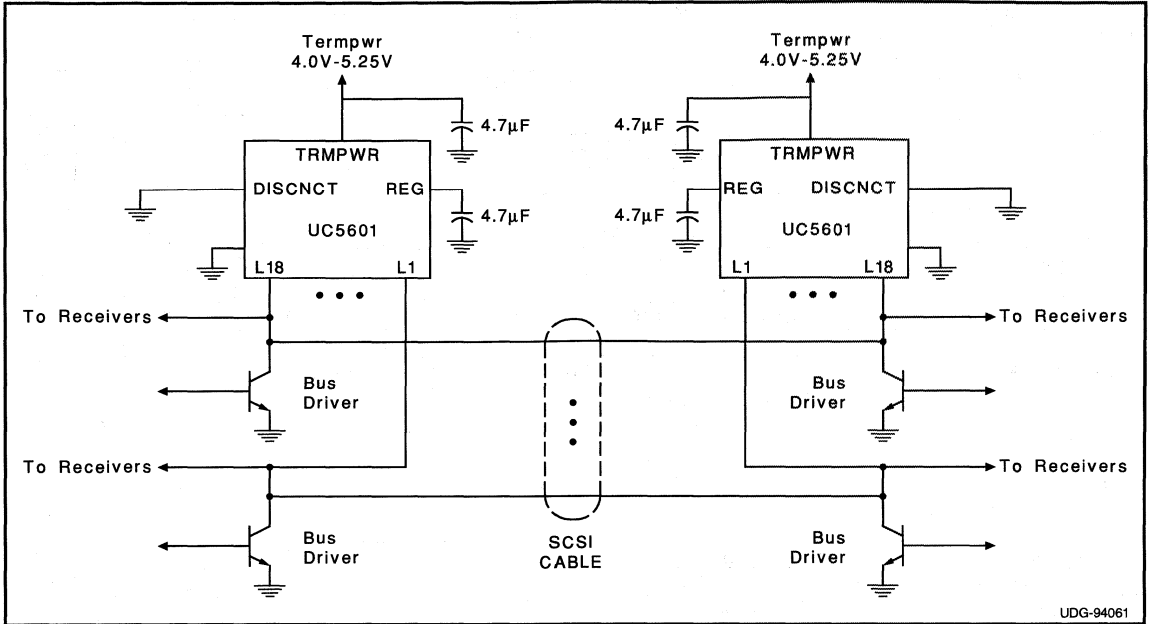 Termpwr
4.0V-5.25V
Termpwr
4.0V-5.25V
4.7µF
4.7µF
TRMPWR
TRMPWR
DISCNCT
REG
REG
DISCNCT
4.7µF
4.7µF
UC5601
UC5601
L18
L1
L1
L18
To Receivers
To Receivers
Bus
Driver
Bus
Driver
To Receivers
To Receivers
Bus
Driver
SCSI
CABLE
Bus
Driver
UDG-94061